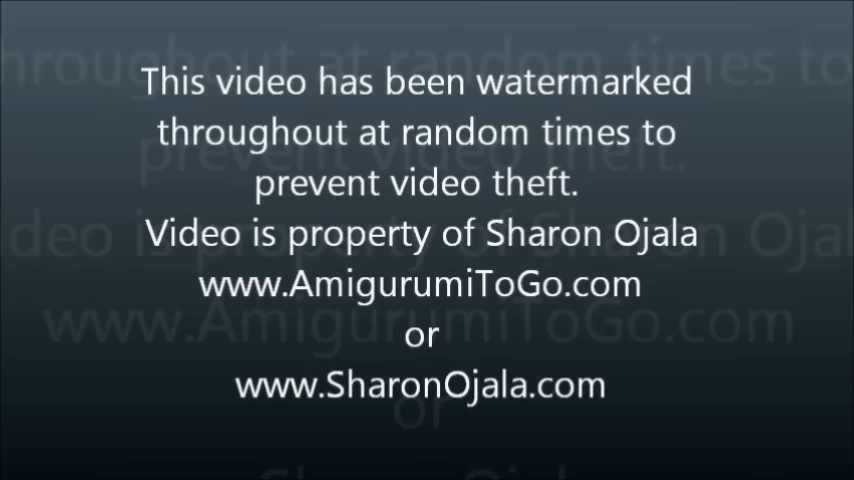 This video has been watermarked
throughout at random times to
prevent video theft.
Video is property of Sharon Ojala
www.AmigurumiToGo.com
or
www.SharonOjala.com